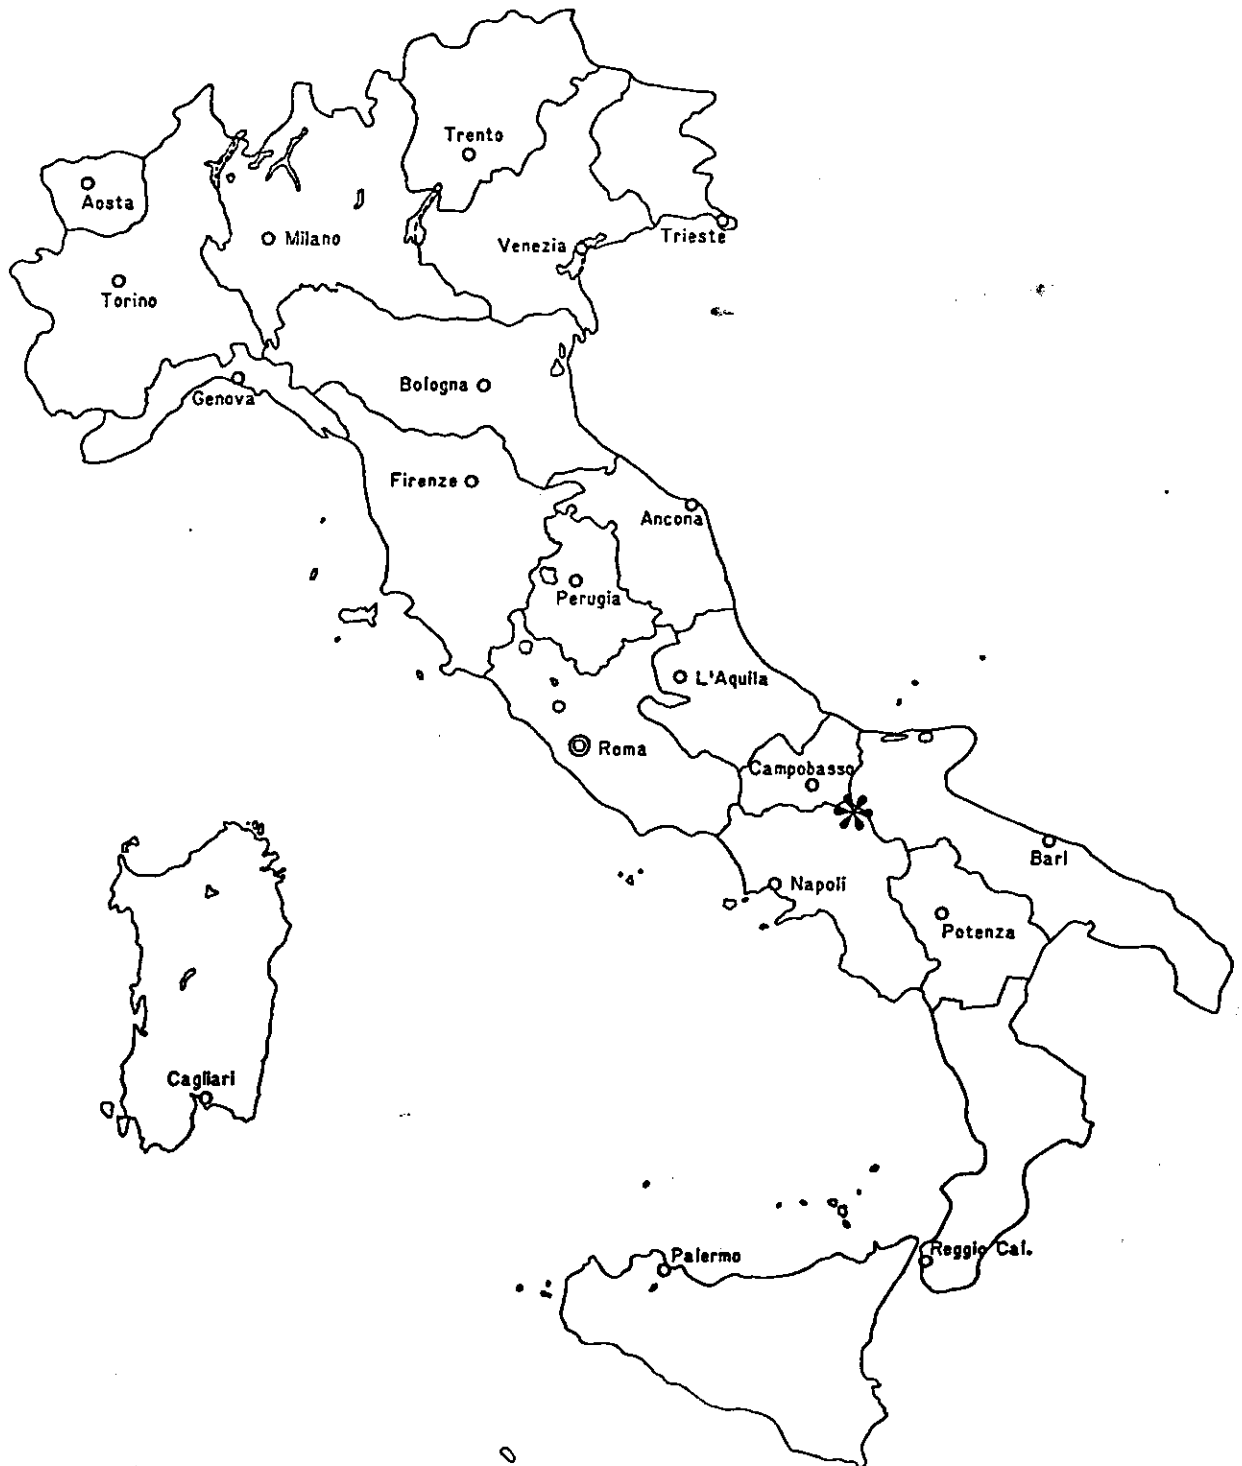 Trento
Aosta
Milano
Venezia
Trieste
Torino
Bologna
Genova
Firenze
Ancona
Perugia
L'Aquila
Roma
Campobasso
Bari
Napoli
Potenza
Cagliari
Reggio Cal.
Palermo